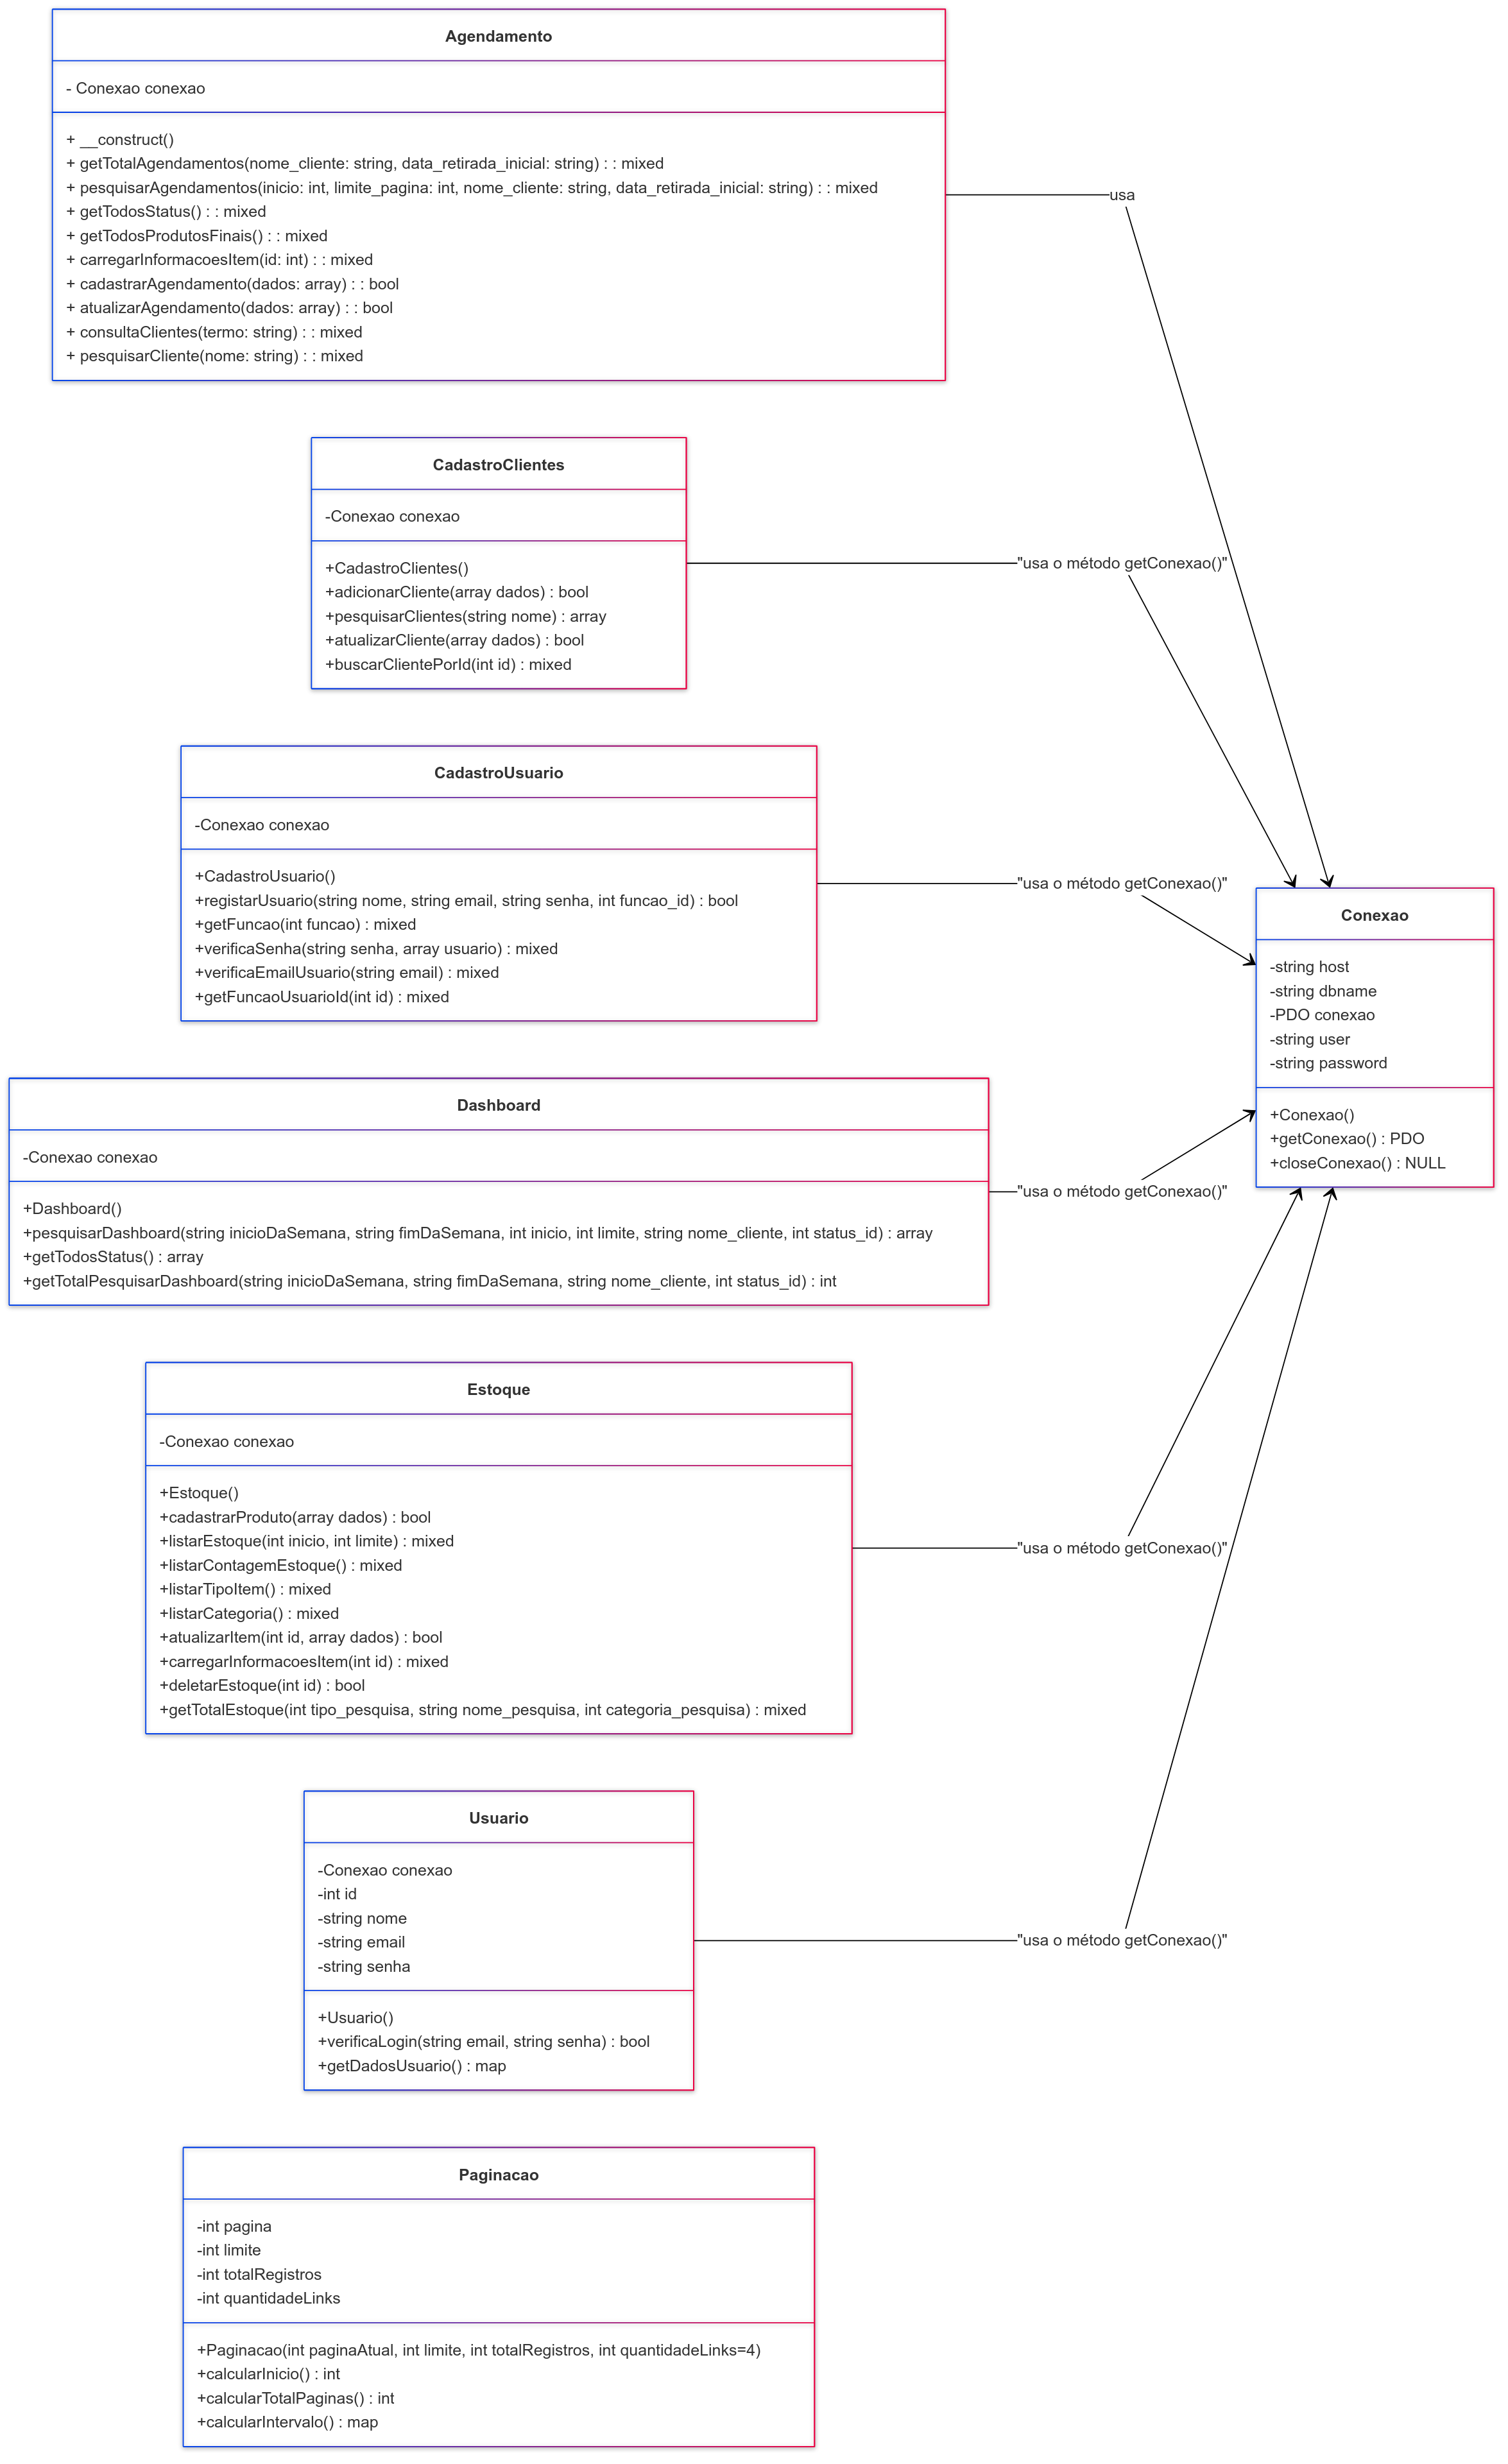 Agendamento
- Conexao conexao
+ __construct()
+ getTotalAgendamentos(nome_cliente: string, data_retirada_inicial: string) : : mixed
+ pesquisarAgendamentos(inicio: int, limite_pagina: int, nome_cliente: string, data_retirada_inicial: string) : : mixed
+ getTodosStatus() : : mixed
+ getTodosProdutosFinais() : : mixed
+ carregarInformacoesItem(id: int) : : mixed
+ cadastrarAgendamento(dados: array) : : bool
+ atualizarAgendamento(dados: array) : : bool
+ consultaClientes(termo: string) : : mixed
+ pesquisarCliente(nome: string) : : mixed
usa
CadastroClientes
-Conexao conexao
+CadastroClientes()
+adicionarCliente(array dados) : bool
+pesquisarClientes(string nome) : array
+atualizarCliente(array dados) : bool
+buscarClientePorId(int id) : mixed
"usa o método getConexao()"
CadastroUsuario
-Conexao conexao
+CadastroUsuario()
+registarUsuario(string nome, string email, string senha, int funcao_id) : bool
+getFuncao(int funcao) : mixed
+verificaSenha(string senha, array usuario) : mixed
+verificaEmailUsuario(string email) : mixed
+getFuncaoUsuarioId(int id) : mixed
"usa o método getConexao()"
Conexao
-string host
-string dbname
-PDO conexao
-string user
-string password
+Conexao()
+getConexao() : PDO
+closeConexao() : NULL
Dashboard
-Conexao conexao
+Dashboard()
+pesquisarDashboard(string inicioDaSemana, string fimDaSemana, int inicio, int limite, string nome_cliente, int status_id) : array
+getTodosStatus() : array
+getTotalPesquisarDashboard(string inicioDaSemana, string fimDaSemana, string nome_cliente, int status_id) : int
"usa o método getConexao()"
Estoque
-Conexao conexao
+Estoque()
+cadastrarProduto(array dados) : bool
+listarEstoque(int inicio, int limite) : mixed
+listarContagemEstoque() : mixed
+listarTipoItem() : mixed
+listarCategoria() : mixed
+atualizarItem(int id, array dados) : bool
+carregarInformacoesItem(int id) : mixed
+deletarEstoque(int id) : bool
+getTotalEstoque(int tipo_pesquisa, string nome_pesquisa, int categoria_pesquisa) : mixed
"usa o método getConexao()"
Usuario
-Conexao conexao
-int id
-string nome
-string email
-string senha
+Usuario()
+verificaLogin(string email, string senha) : bool
+getDadosUsuario() : map
"usa o método getConexao()"
Paginacao
-int pagina
-int limite
-int totalRegistros
-int quantidadeLinks
+Paginacao(int paginaAtual, int limite, int totalRegistros, int quantidadeLinks=4)
+calcularInicio() : int
+calcularTotalPaginas() : int
+calcularIntervalo() : map